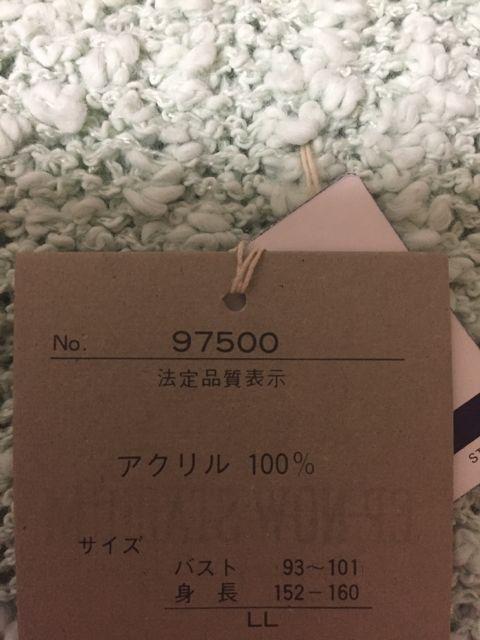 No. 97500
法定品質表示
アクリル 100%
サイズ
バスト 93〜101
身長 152-160
LL
ST